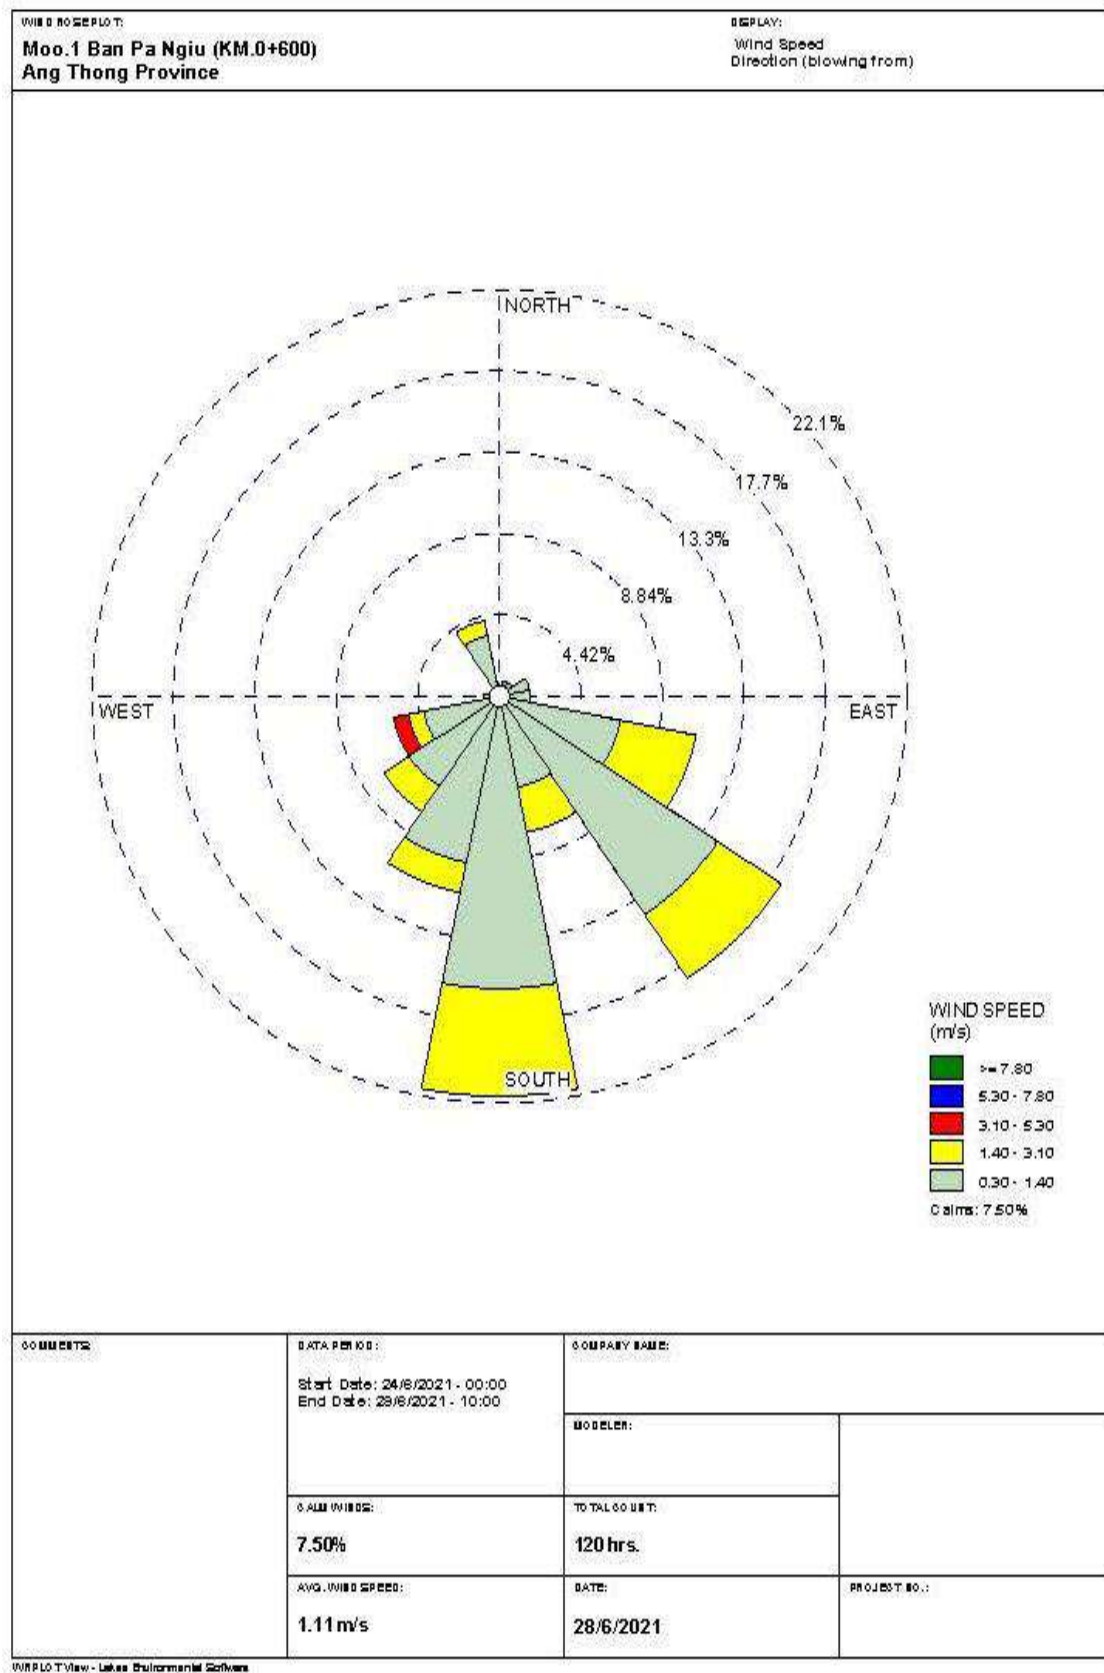 WIND ROSE PLOT:
Moo.1 Ban Pa Ngiu (KM.0+600)
Ang Thong Province
DISPLAY:
Wind Speed
Direction (blowing from)
NORTH
22.1%
17.7%
13.3%
8.84%
4.42%
WEST
EAST
SOUTH
WIND SPEED
(m/s)
>= 7.80
5.30 - 7.80
3.10 - 5.30
1.40 - 3.10
0.30 - 1.40
Calms: 7.50%
COMMENTS:
DATA PERIOD:
Start Date: 24/6/2021 - 00:00
End Date: 29/6/2021 - 10:00
COMPANY NAME:
MODELER:
CALM WINDS:
7.50%
TOTAL COUNT:
120 hrs.
AVG. WIND SPEED:
1.11 m/s
DATE:
28/6/2021
PROJECT NO.:
WRPLOT View - Lakes Environmental Software